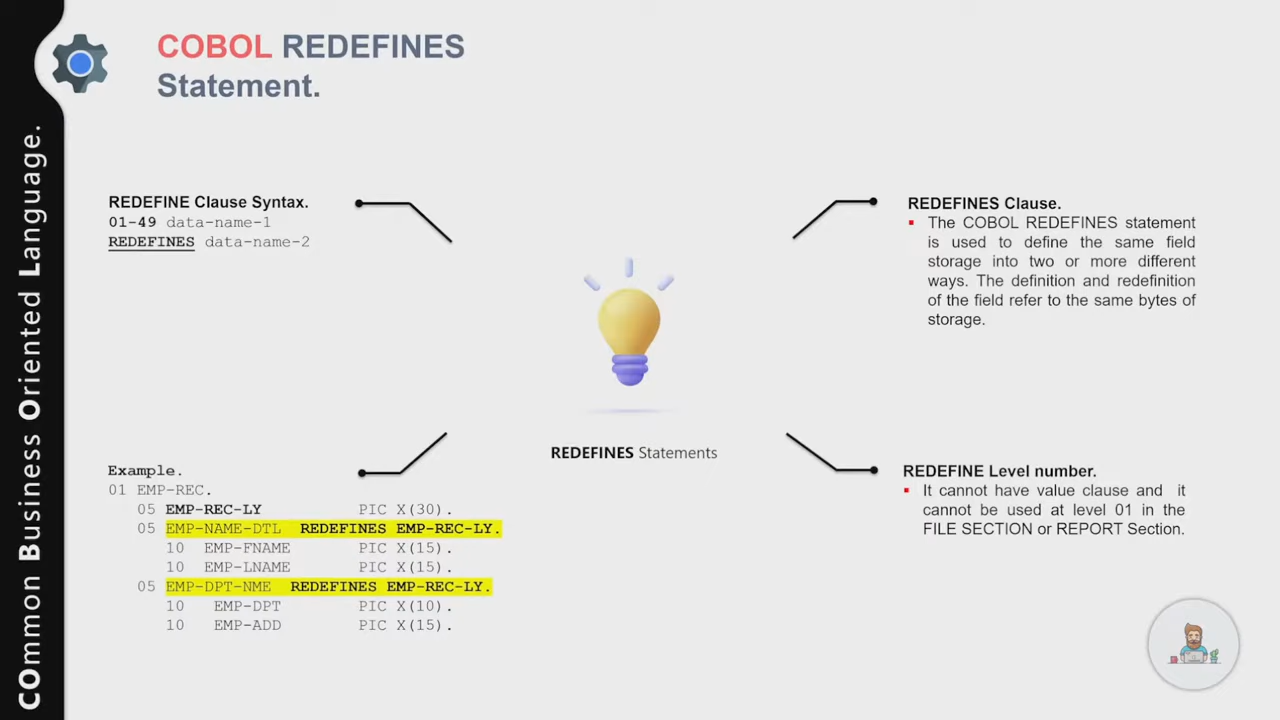 COmmon Business Oriented Language.
COBOL REDEFINES
Statement.
REDEFINE Clause Syntax.
01-49 data-name-1
REDEFINES data-name-2
REDEFINES Clause.
▪ The COBOL REDEFINES statement
is used to define the same field
storage into two or more different
ways. The definition and redefinition
of the field refer to the same bytes of
storage.
REDEFINES Statements
Example.
01 EMP-REC.
05 EMP-REC-LY PIC X(30).
05 EMP-NAME-DTL REDEFINES EMP-REC-LY.
10 EMP-FNAME PIC X(15).
10 EMP-LNAME PIC X(15).
05 EMP-DPT-NME REDEFINES EMP-REC-LY.
10 EMP-DPT PIC X(10).
10 EMP-ADD PIC X(15).
REDEFINE Level number.
▪ It cannot have value clause and it
cannot be used at level 01 in the
FILE SECTION or REPORT Section.